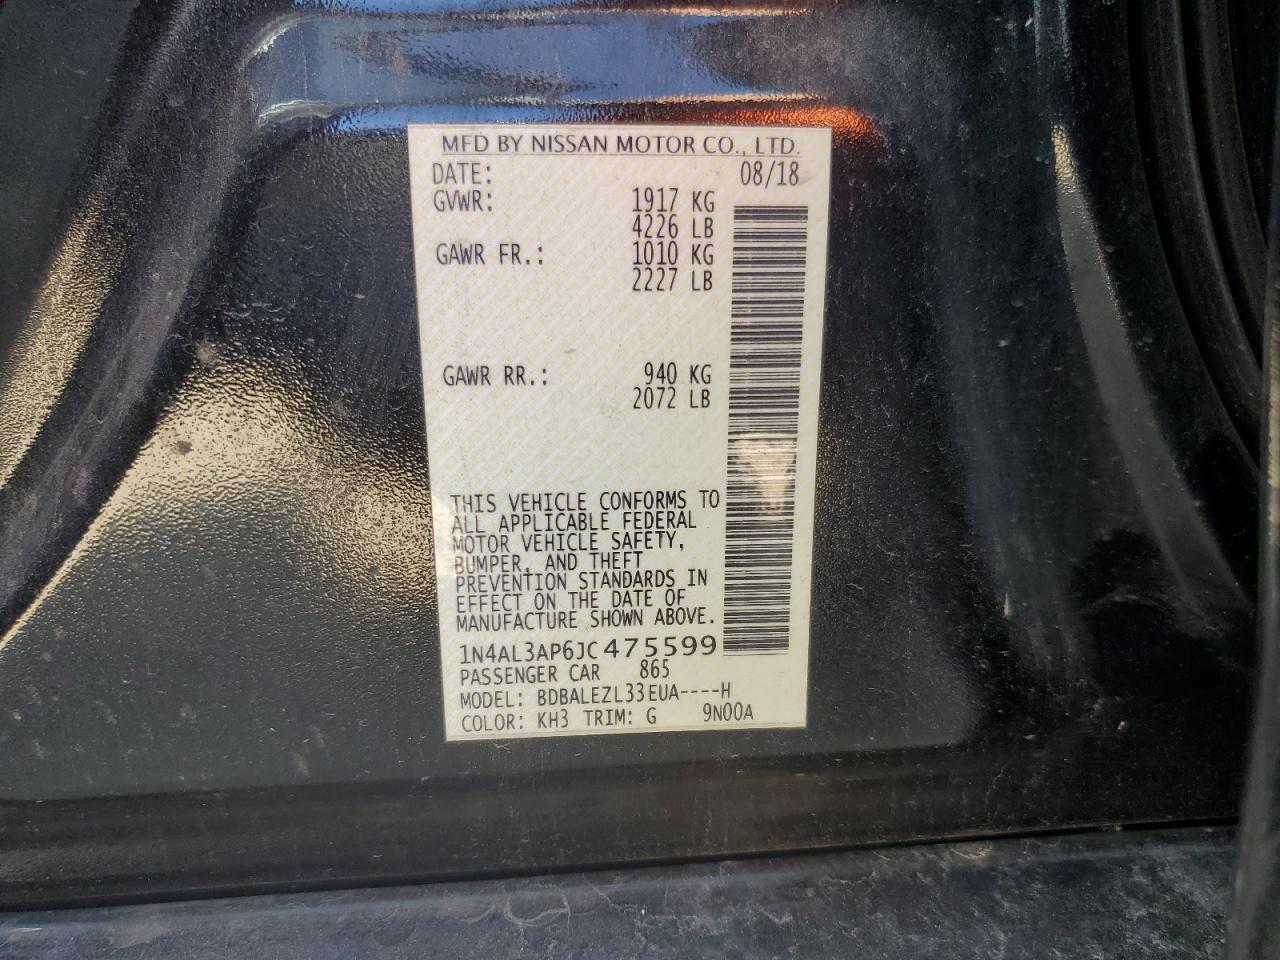 MFD BY NISSAN MOTOR CO., LTD.
DATE: 08/18
GVWR: 1917 KG
4226 LB
GAWR FR.: 1010 KG
2227 LB
GAWR RR.: 940 KG
2072 LB
THIS VEHICLE CONFORMS TO
ALL APPLICABLE FEDERAL
MOTOR VEHICLE SAFETY,
BUMPER, AND THEFT
PREVENTION STANDARDS IN
EFFECT ON THE DATE OF
MANUFACTURE SHOWN ABOVE.
1N4AL3AP6JC475599
PASSENGER CAR 865
MODEL: BDBALEZL33EUA----H
COLOR: KH3 TRIM: G 9N00A